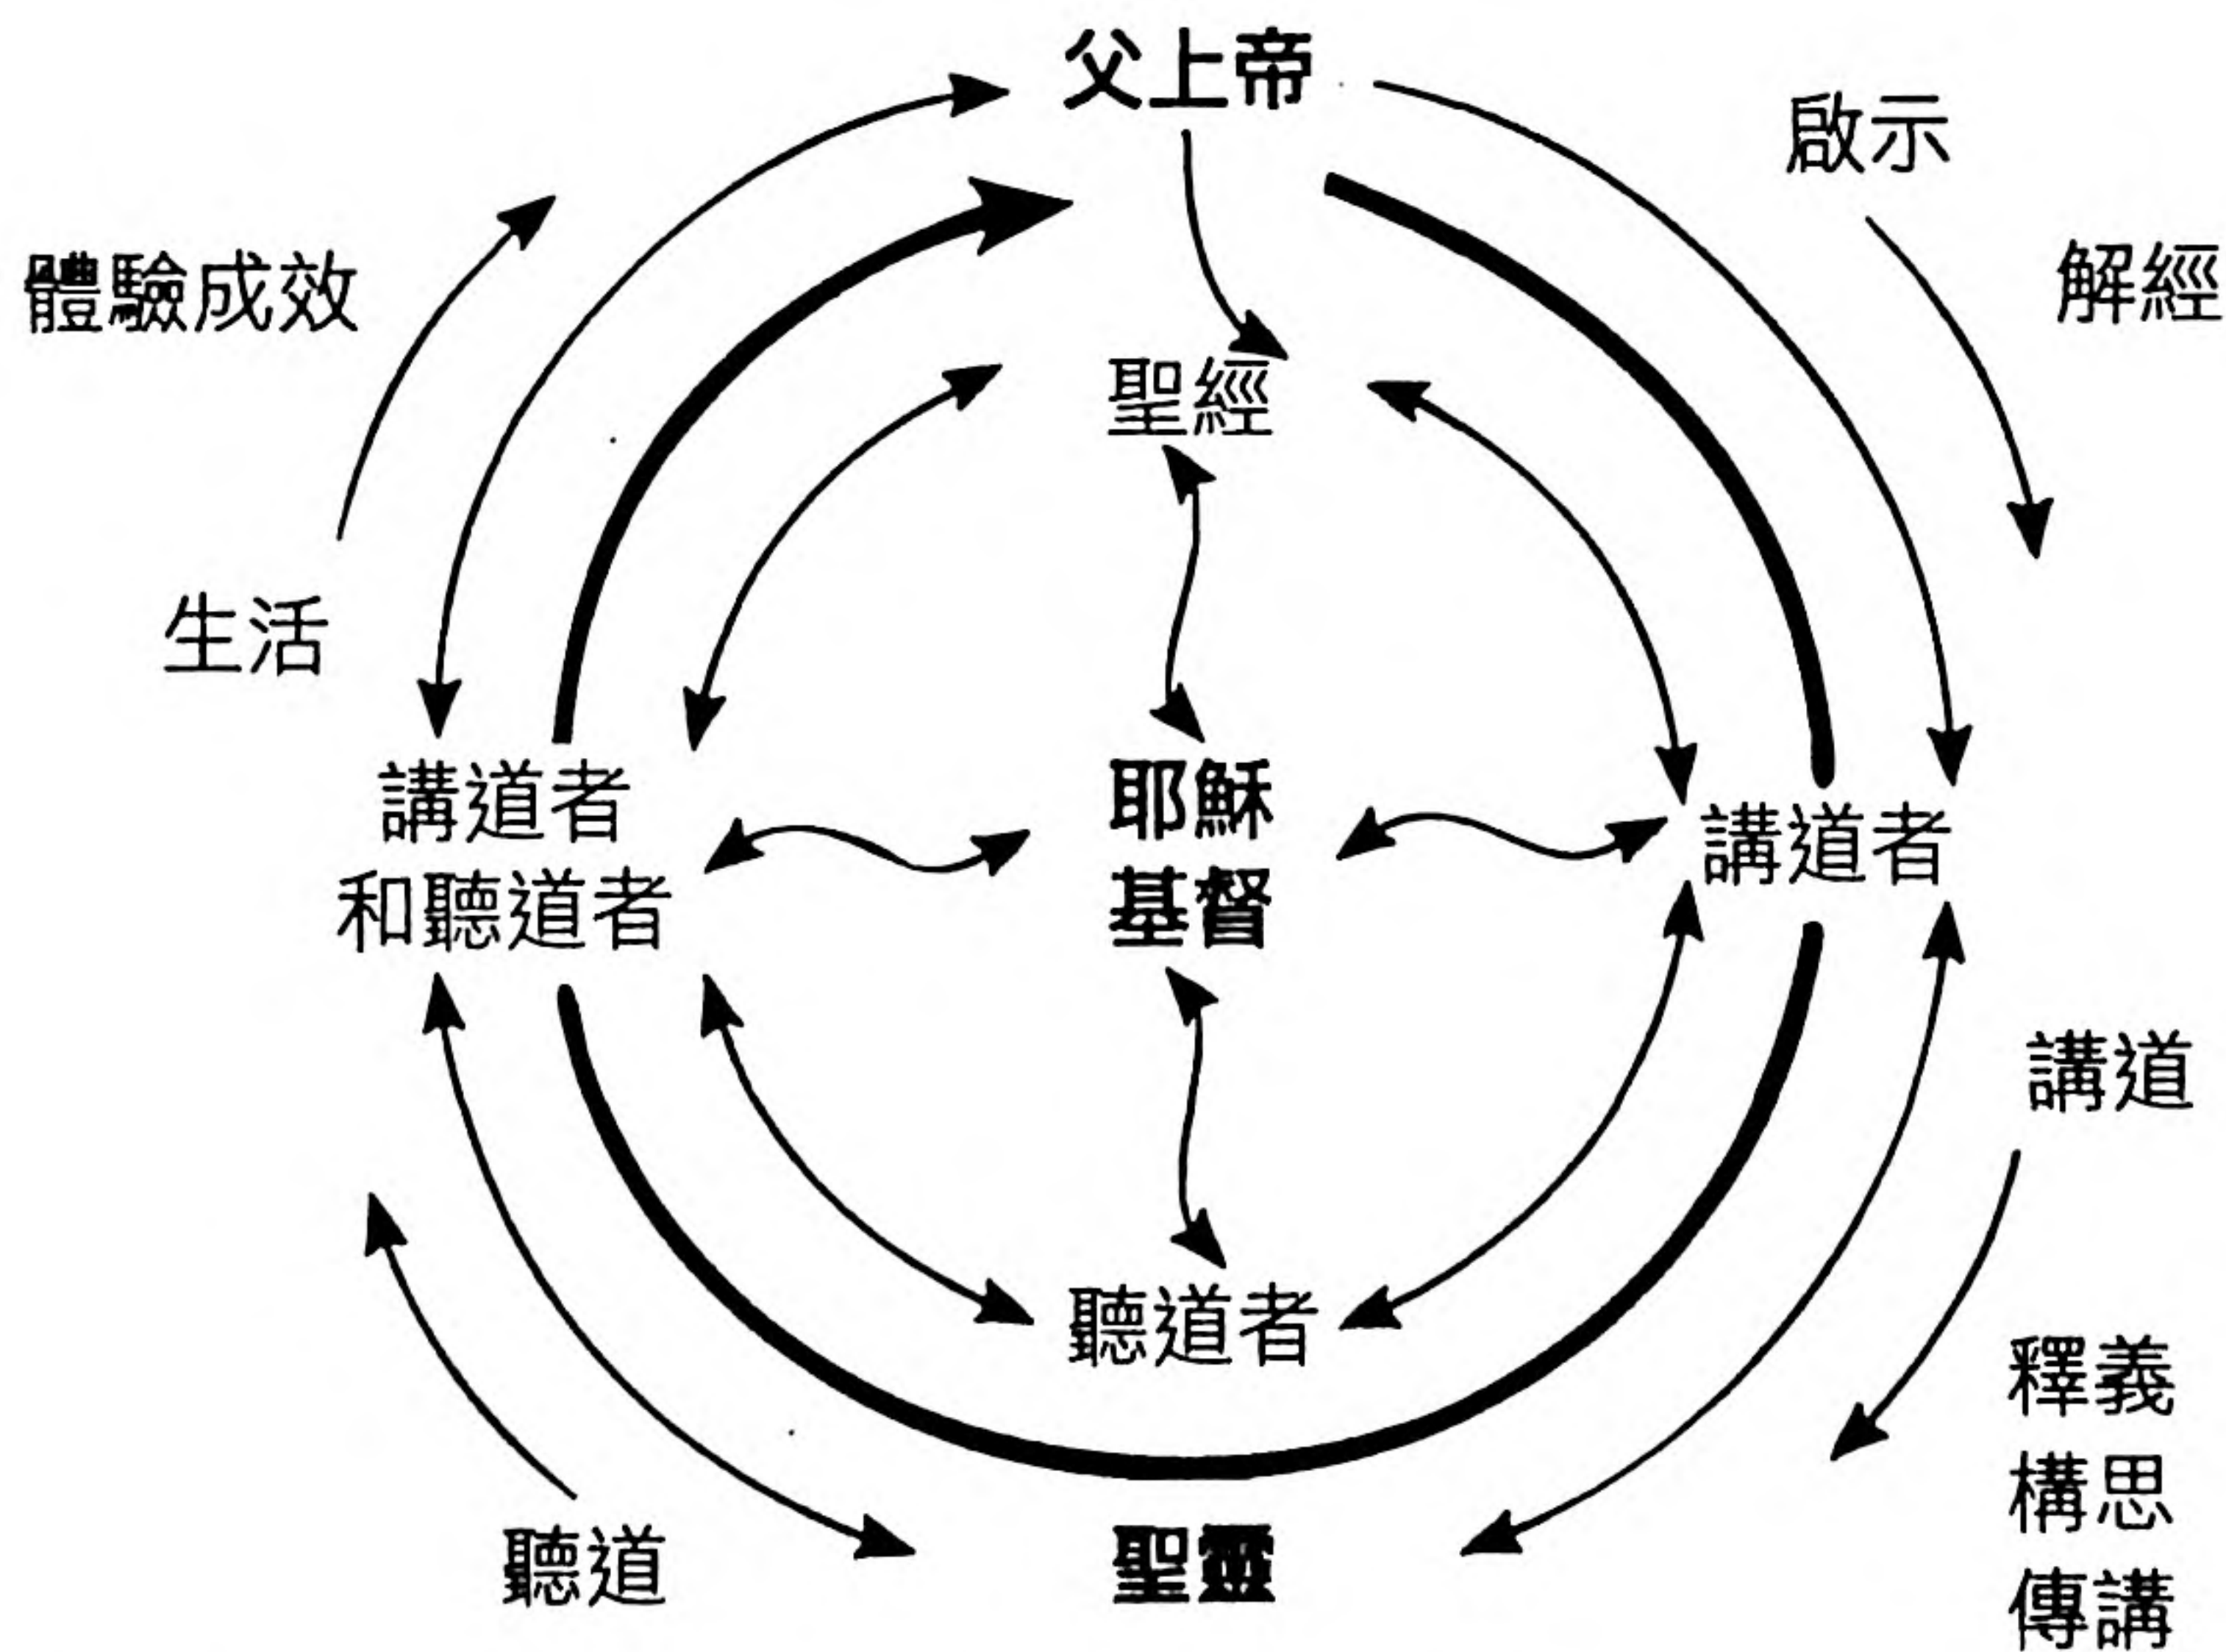 父上帝
啟示
解經
體驗成效
聖經
生活
講道者
和聽道者
耶穌
基督
講道者
講道
聽道者
釋義
構思
傳講
聽道
聖靈